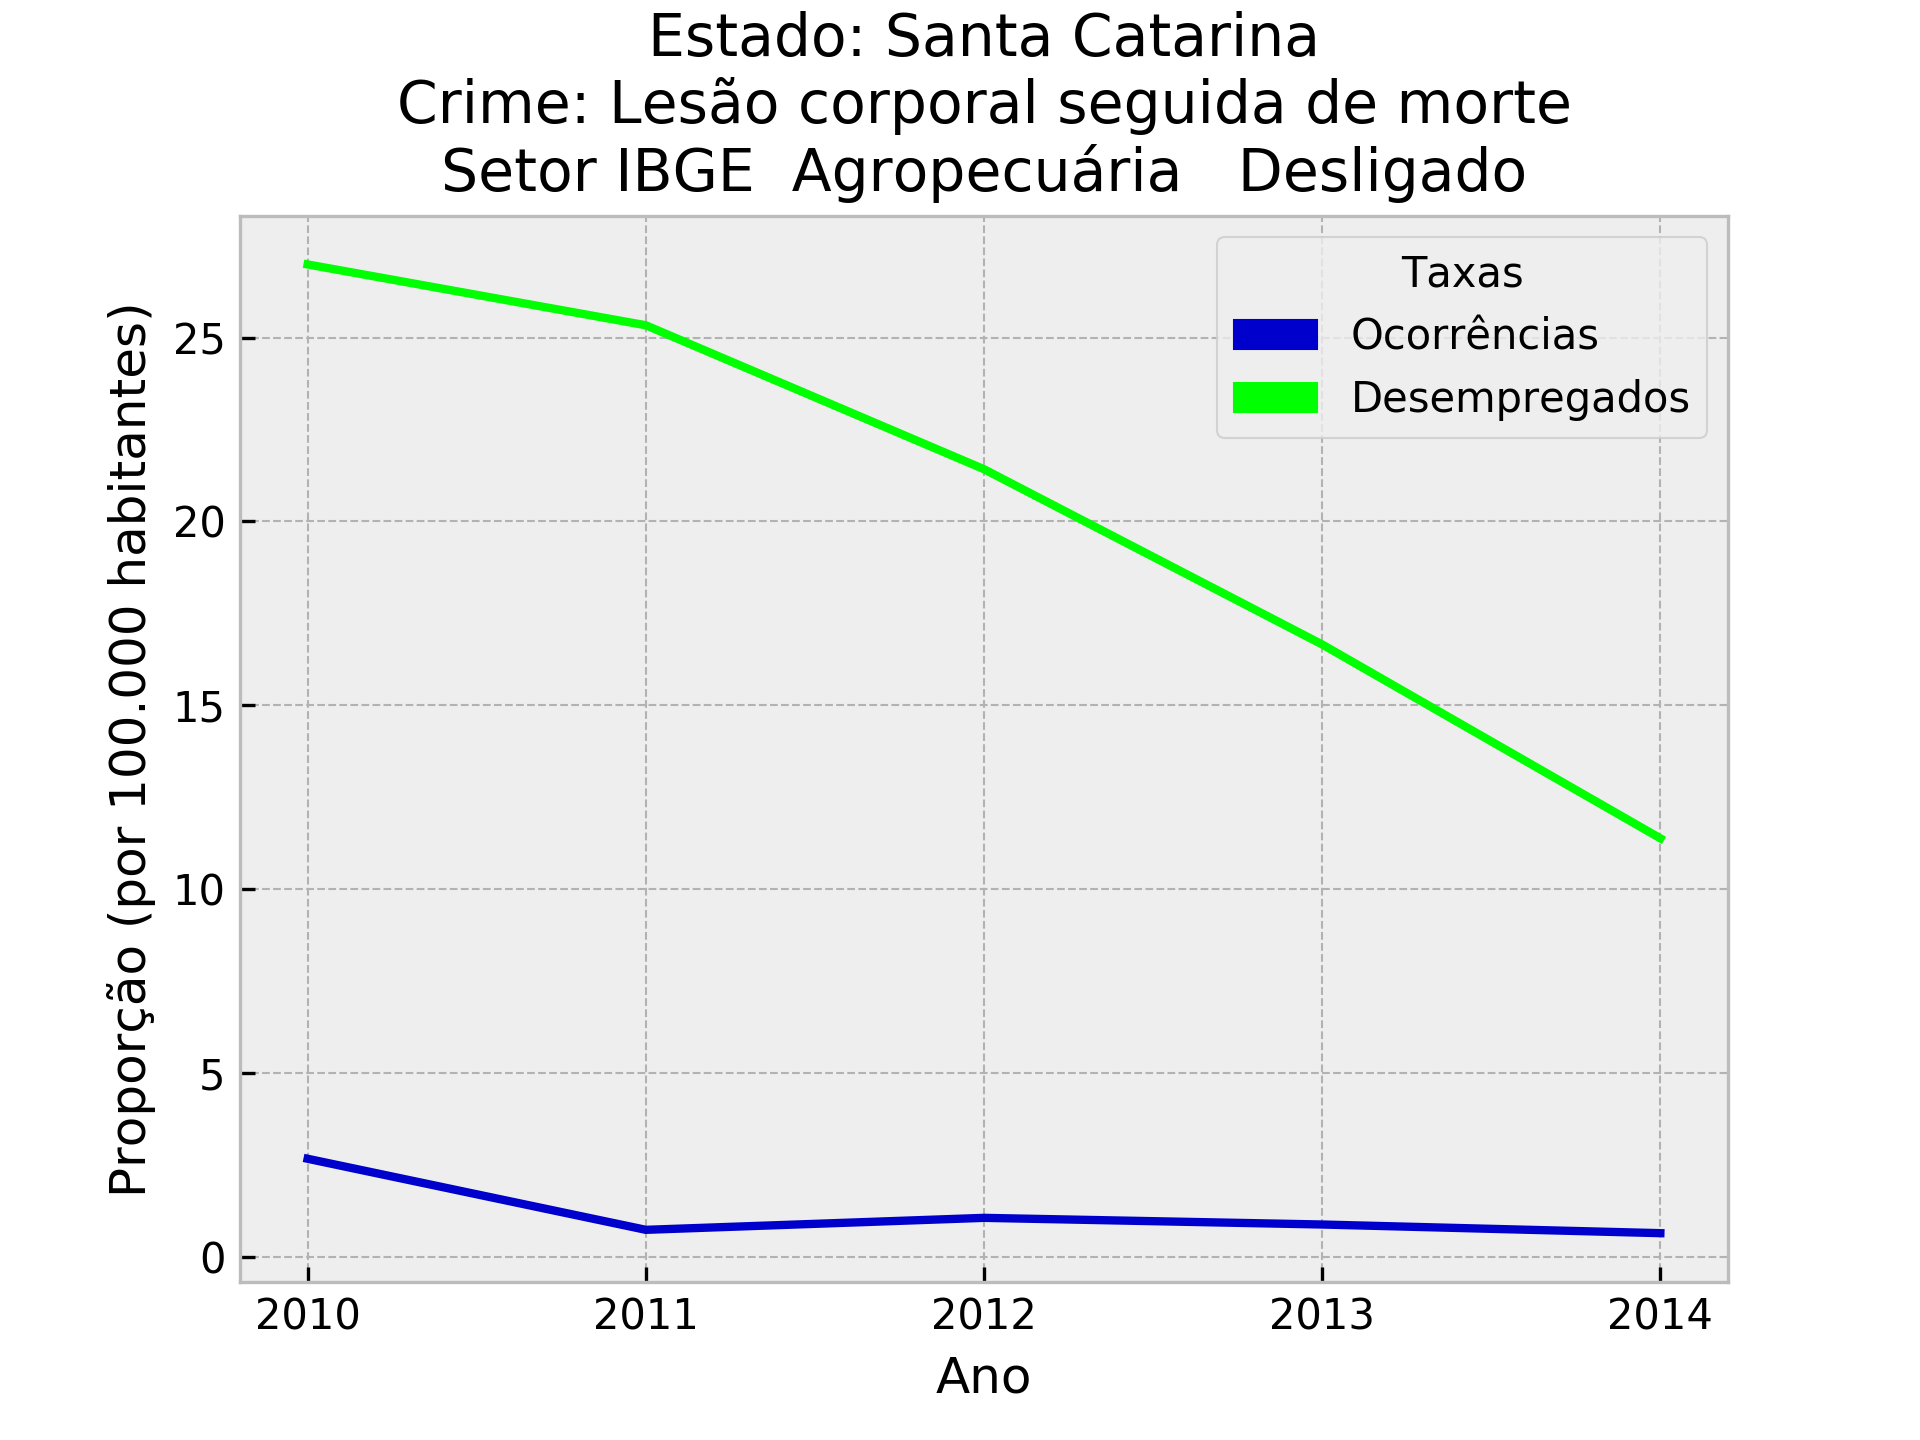 Estado: Santa Catarina
Crime: Lesão corporal seguida de morte
Setor IBGE  Agropecuária   Desligado
Taxas
Ocorrências
Desempregados
Proporção (por 100.000 habitantes)
25
20
15
10
5
0
2010 2011 2012 2013 2014
Ano